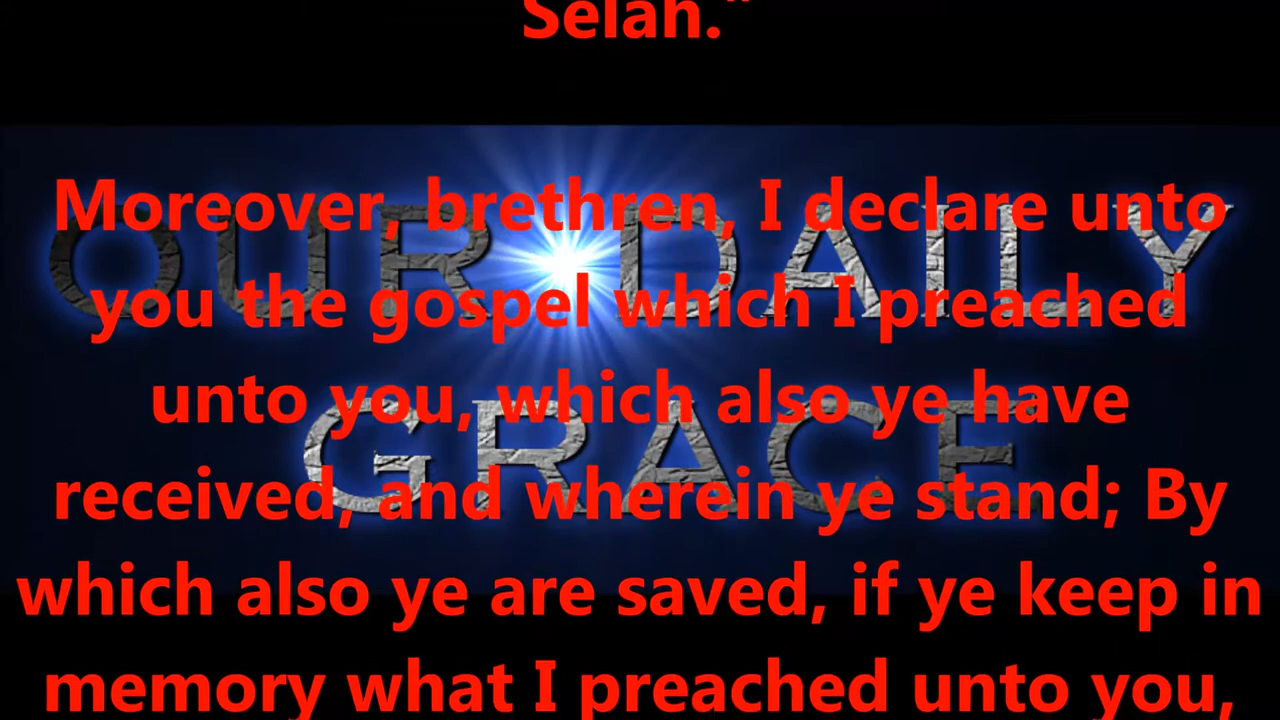 Selah."
Moreover, brethren, I declare unto
you the gospel which I preached
unto you, which also ye have
received, and wherein ye stand; By
which also ye are saved, if ye keep in
memory what I preached unto you,
OUR DAILY
GRACE